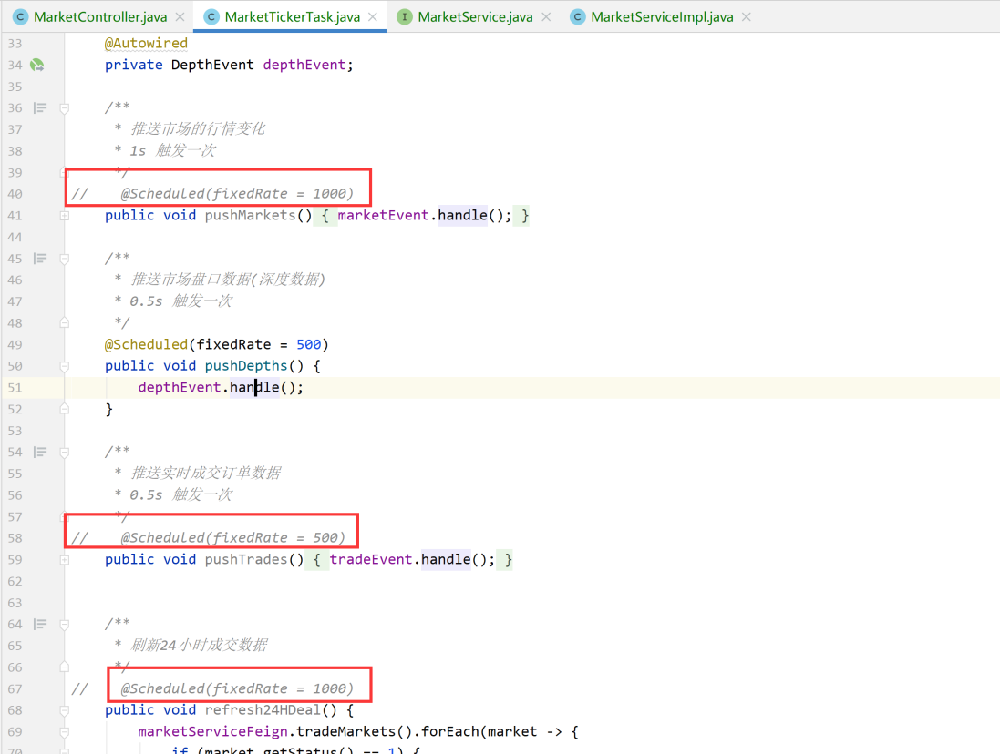 MarketController.java MarketTickerTask.java MarketService.java MarketServiceImpl.java
33 @Autowired
34 private DepthEvent depthEvent;
35
36 /**
37 * 推送市场的行情变化
38 * 1s 触发一次
39 */
40 // @Scheduled(fixedRate = 1000)
41 public void pushMarkets() { marketEvent.handle(); }
44
45 /**
46 * 推送市场盘口数据(深度数据)
47 * 0.5s 触发一次
48 */
49 @Scheduled(fixedRate = 500)
50 public void pushDepths() {
51 depthEvent.handle();
52 }
53
54 /**
55 * 推送实时成交订单数据
56 * 0.5s 触发一次
57 */
58 // @Scheduled(fixedRate = 500)
59 public void pushTrades() { tradeEvent.handle(); }
62
63
64 /**
65 * 刷新24小时成交数据
66 */
67 // @Scheduled(fixedRate = 1000)
68 public void refresh24HDeal() {
69 marketServiceFeign.tradeMarkets().forEach(market -> {
70 if (market.getStatus() == 1) {